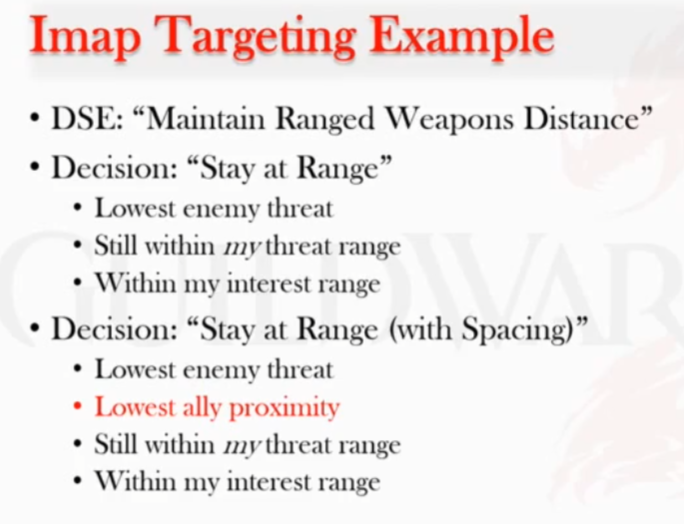 Imap Targeting Example
• DSE: “Maintain Ranged Weapons Distance”
• Decision: “Stay at Range”
• Lowest enemy threat
• Still within my threat range
• Within my interest range
• Decision: “Stay at Range (with Spacing)”
• Lowest enemy threat
• Lowest ally proximity
• Still within my threat range
• Within my interest range
GUILDWAR